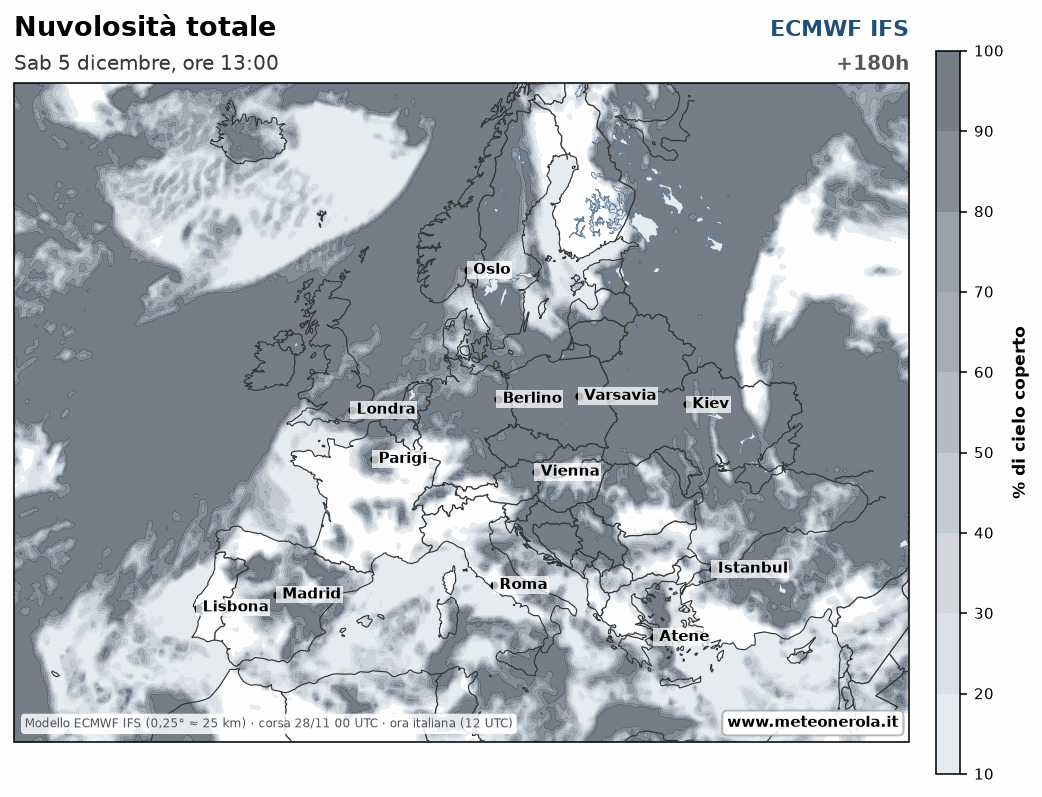 Nuvolosità totale
ECMWF IFS
Sab 5 dicembre, ore 13:00
+180h
100
90
80
70
60
50
40
30
20
10
% di cielo coperto
Oslo
Berlino
Varsavia
Kiev
Londra
Parigi
Vienna
Istanbul
Roma
Madrid
Lisbona
Atene
Modello ECMWF IFS (0,25° ≈ 25 km) · corsa 28/11 00 UTC · ora italiana (12 UTC)
www.meteonerola.it